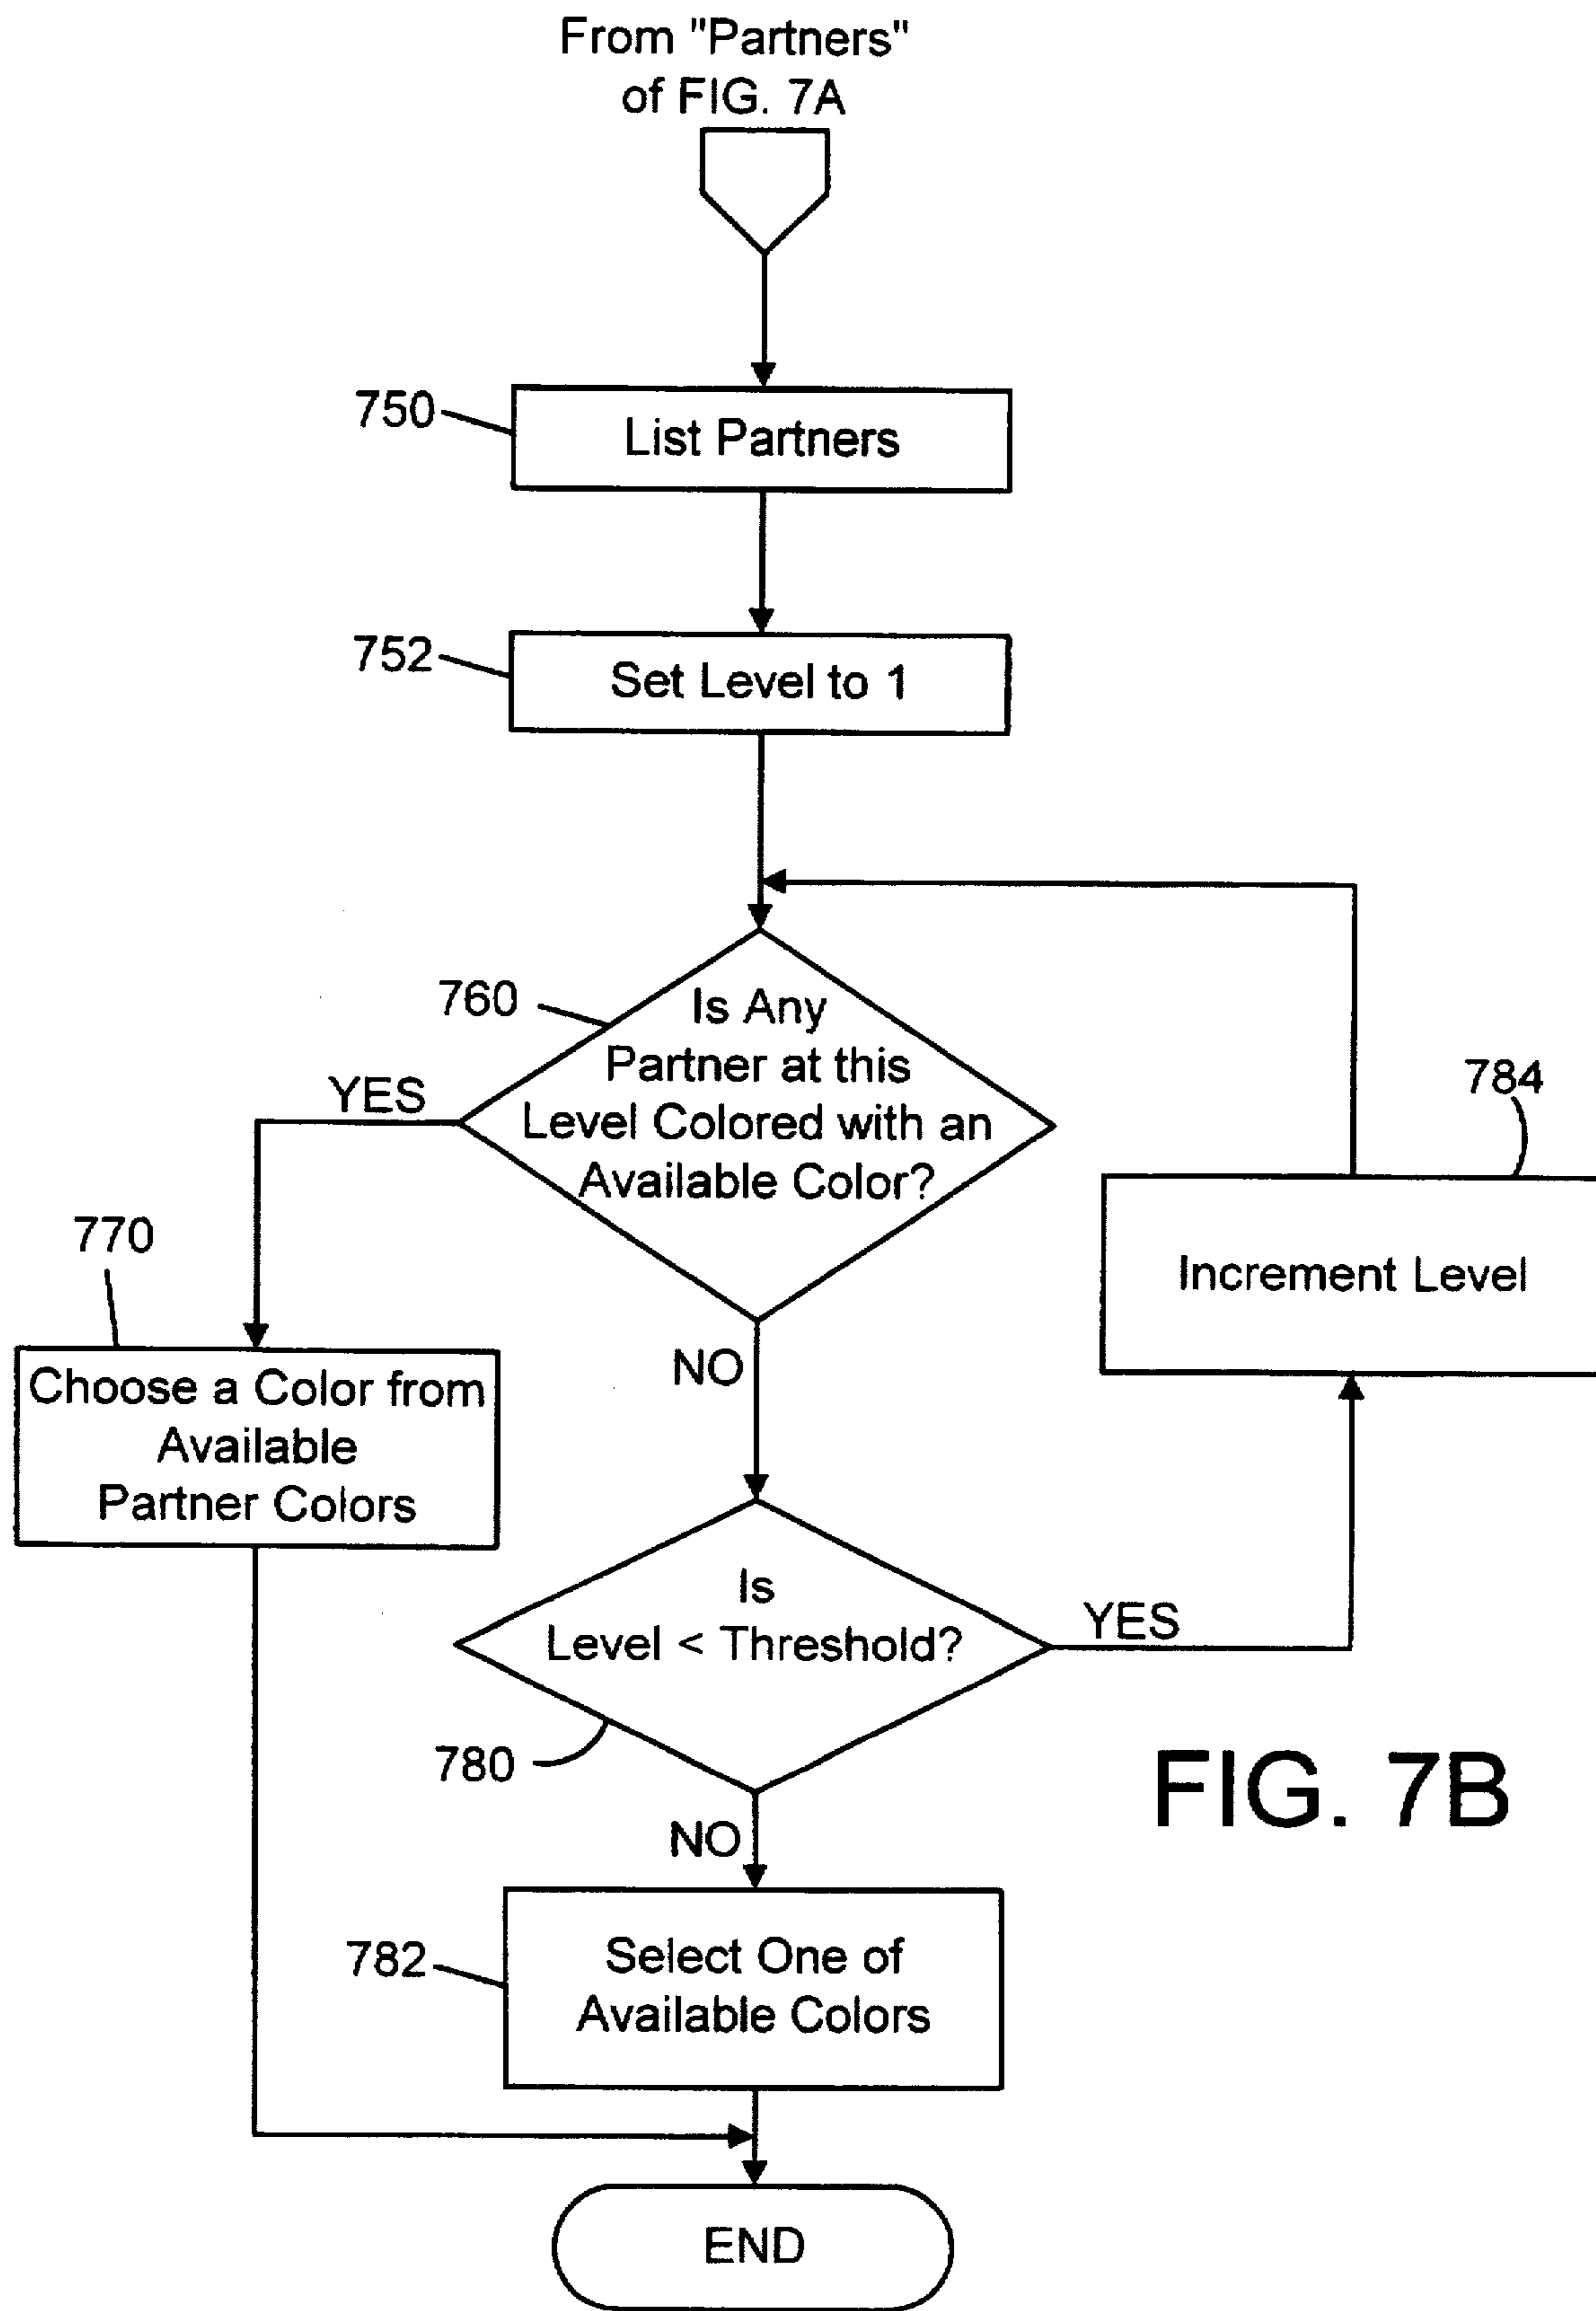 From "Partners"
of FIG. 7A
750
List Partners
752
Set Level to 1
760
Is Any
Partner at this
Level Colored with an
Available Color?
YES
784
Increment Level
770
Choose a Color from
Available
Partner Colors
NO
Is
Level < Threshold?
YES
780
FIG. 7B
NO
782
Select One of
Available Colors
END